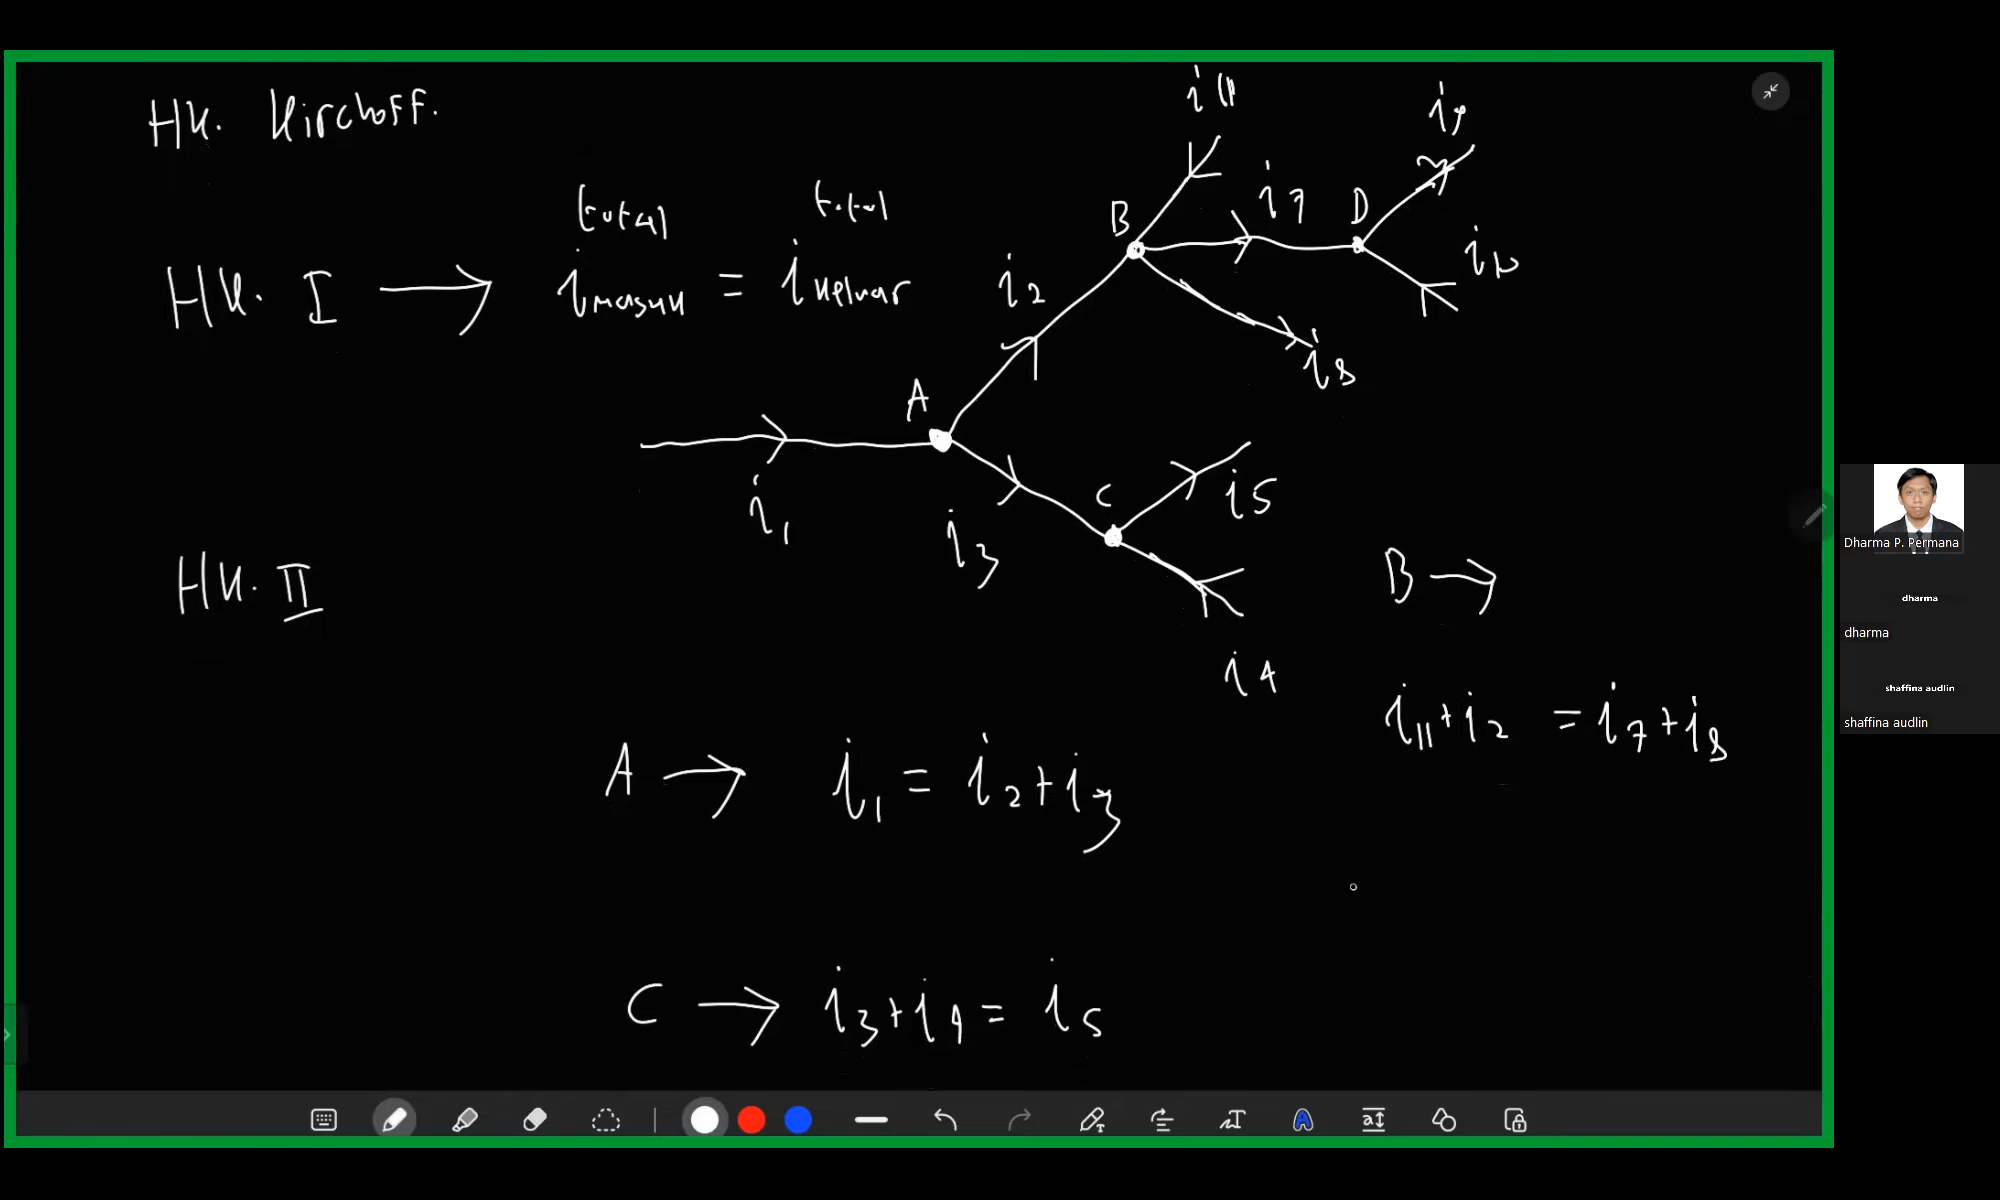 HK. Kirchoff.
total total
HK. I → i masuk = i keluar
i11
i9
i7
B
D
i10
i2
i8
A
i1
i3
C
i5
i4
HK. II
B →
i11 + i2 = i7 + i8
A → i1 = i2 + i3
C → i3 + i4 = i5
Dharma P. Permana
dharma
dharma
shaffina audlin
shaffina audlin